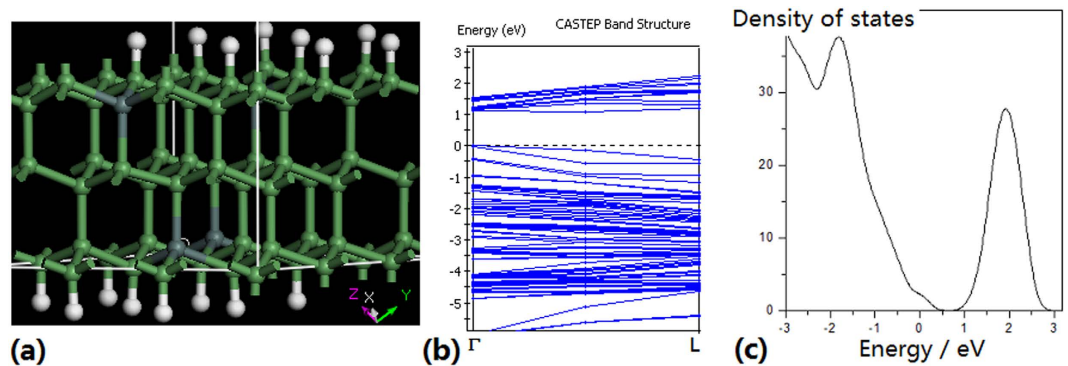 Z X Y
(a)
Energy (eV) CASTEP Band Structure
3
2
1
0
-1
-2
-3
-4
-5
Γ L
(b)
Density of states
30
20
30
10
0
-3 -2 -1 0 1 2 3
Energy / eV
(c)